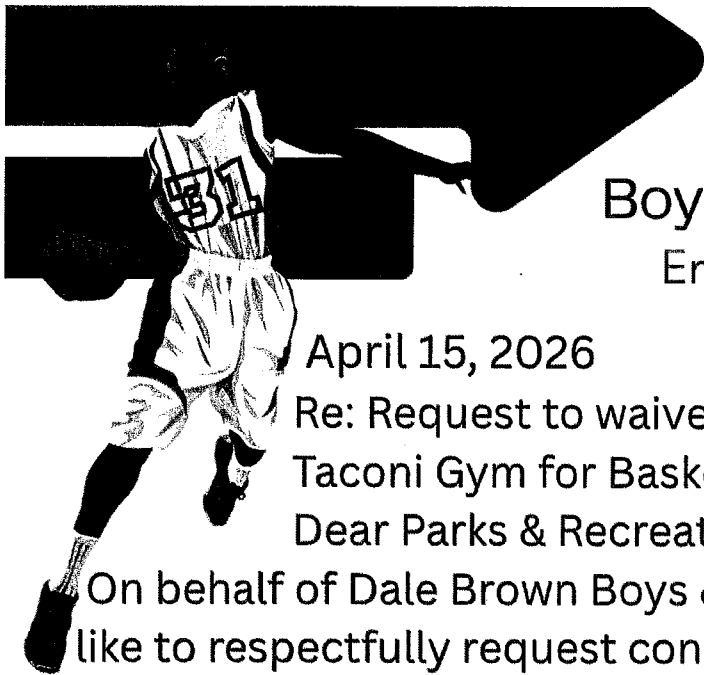 31
Boy
Er
April 15, 2026
Re: Request to waive
Taconi Gym for Bask
Dear Parks & Recreat
On behalf of Dale Brown Boys &
like to respectfully request con